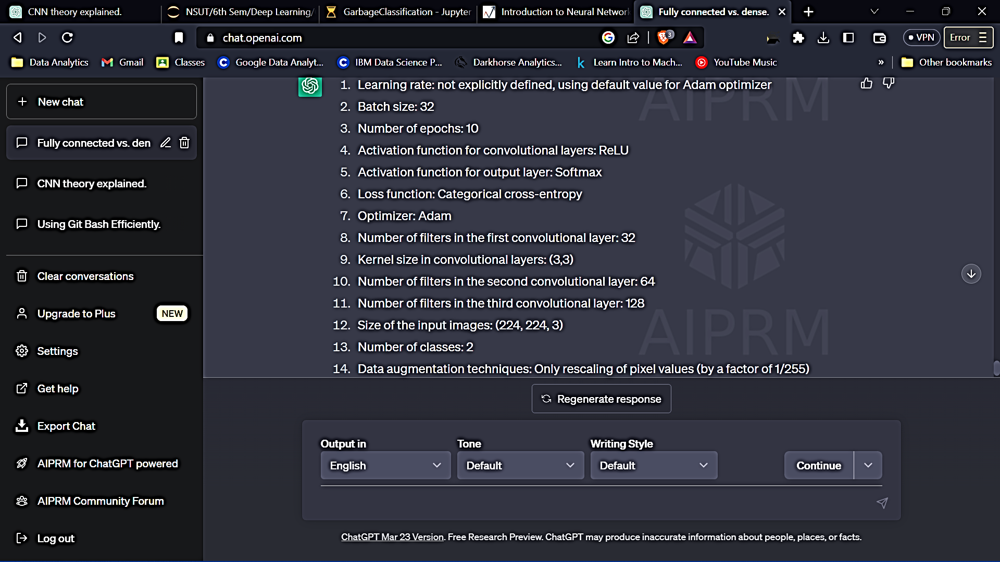 CNN theory explained.
NSUT/6th Sem/Deep Learning/
GarbageClassification - Jupyter
Introduction to Neural Network
Fully connected vs. dense.
chat.openai.com
3
VPN
Error
Data Analytics
Gmail
Classes
Google Data Analyt...
IBM Data Science P...
Darkhorse Analytics...
Learn Intro to Mach...
YouTube Music
»
Other bookmarks
New chat
Fully connected vs. den
CNN theory explained.
Using Git Bash Efficiently.
Clear conversations
Upgrade to Plus
NEW
Settings
Get help
Export Chat
AIPRM for ChatGPT powered
AIPRM Community Forum
Log out
1. Learning rate: not explicitly defined, using default value for Adam optimizer
2. Batch size: 32
3. Number of epochs: 10
4. Activation function for convolutional layers: ReLU
5. Activation function for output layer: Softmax
6. Loss function: Categorical cross-entropy
7. Optimizer: Adam
8. Number of filters in the first convolutional layer: 32
9. Kernel size in convolutional layers: (3,3)
10. Number of filters in the second convolutional layer: 64
11. Number of filters in the third convolutional layer: 128
12. Size of the input images: (224, 224, 3)
13. Number of classes: 2
14. Data augmentation techniques: Only rescaling of pixel values (by a factor of 1/255)
AIPRM
AIPRM
Regenerate response
Output in
Tone
Writing Style
English
Default
Default
Continue
ChatGPT Mar 23 Version. Free Research Preview. ChatGPT may produce inaccurate information about people, places, or facts.